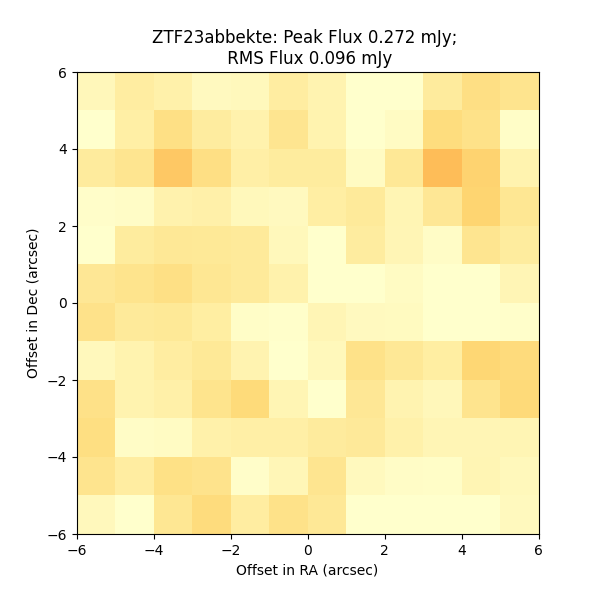 ZTF23abbekte: Peak Flux 0.272 mJy;
RMS Flux 0.096 mJy
6
4
2
0
−2
−4
−6
Offset in Dec (arcsec)
−6 −4 −2 0 2 4 6
Offset in RA (arcsec)